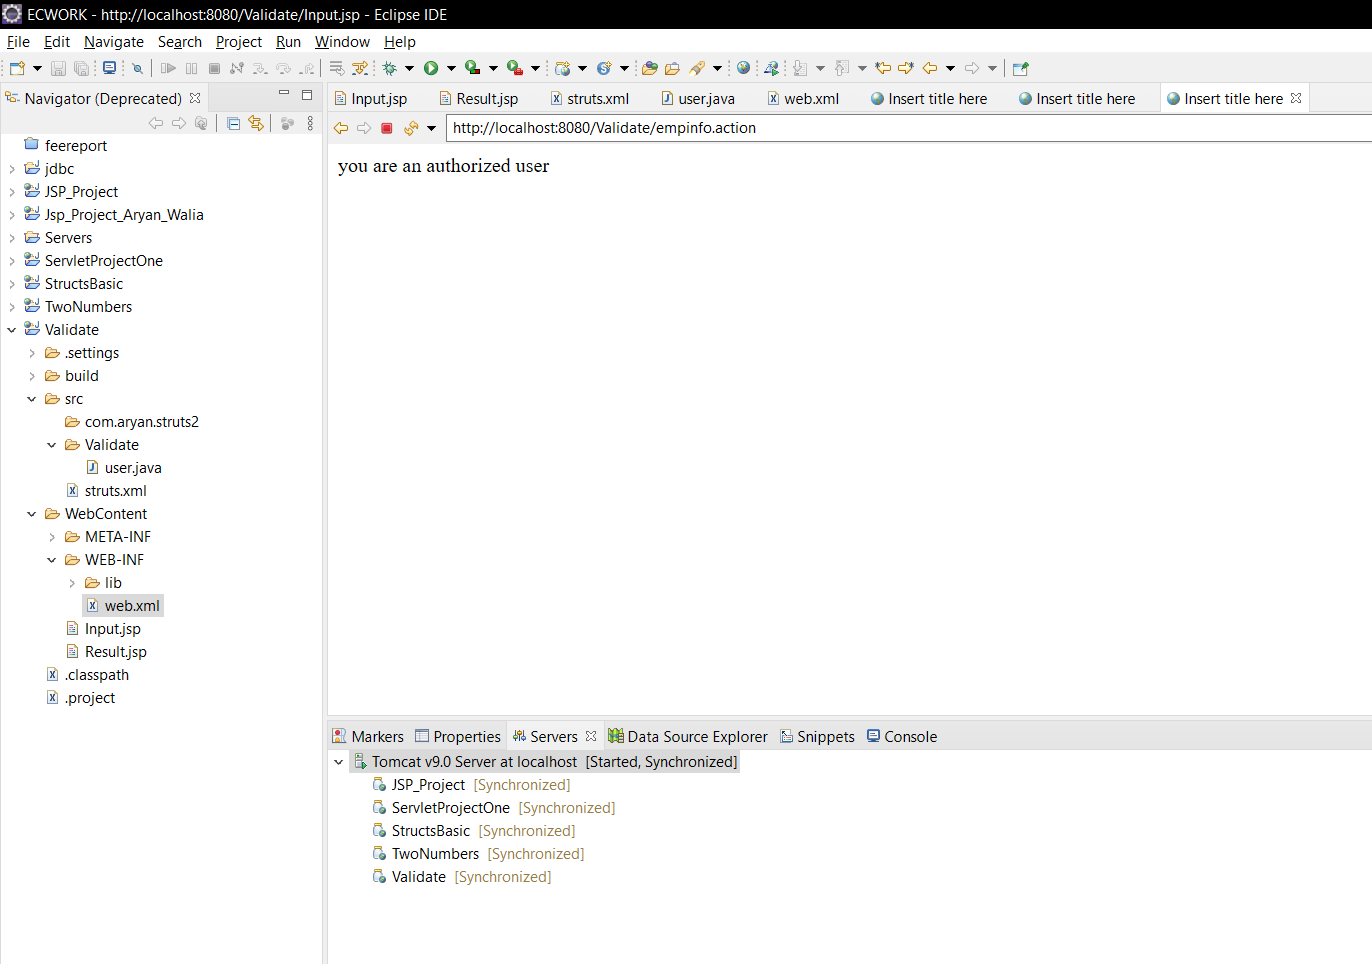 ECWORK - http://localhost:8080/Validate/Input.jsp - Eclipse IDE
File Edit Navigate Search Project Run Window Help
Navigator (Deprecated)
feereport
jdbc
JSP_Project
Jsp_Project_Aryan_Walia
Servers
ServletProjectOne
StructsBasic
TwoNumbers
Validate
.settings
build
src
com.aryan.struts2
Validate
user.java
struts.xml
WebContent
META-INF
WEB-INF
lib
web.xml
Input.jsp
Result.jsp
.classpath
.project
Input.jsp Result.jsp struts.xml user.java web.xml Insert title here Insert title here Insert title here
http://localhost:8080/Validate/empinfo.action
you are an authorized user
Markers Properties Servers Data Source Explorer Snippets Console
Tomcat v9.0 Server at localhost [Started, Synchronized]
JSP_Project [Synchronized]
ServletProjectOne [Synchronized]
StructsBasic [Synchronized]
TwoNumbers [Synchronized]
Validate [Synchronized]